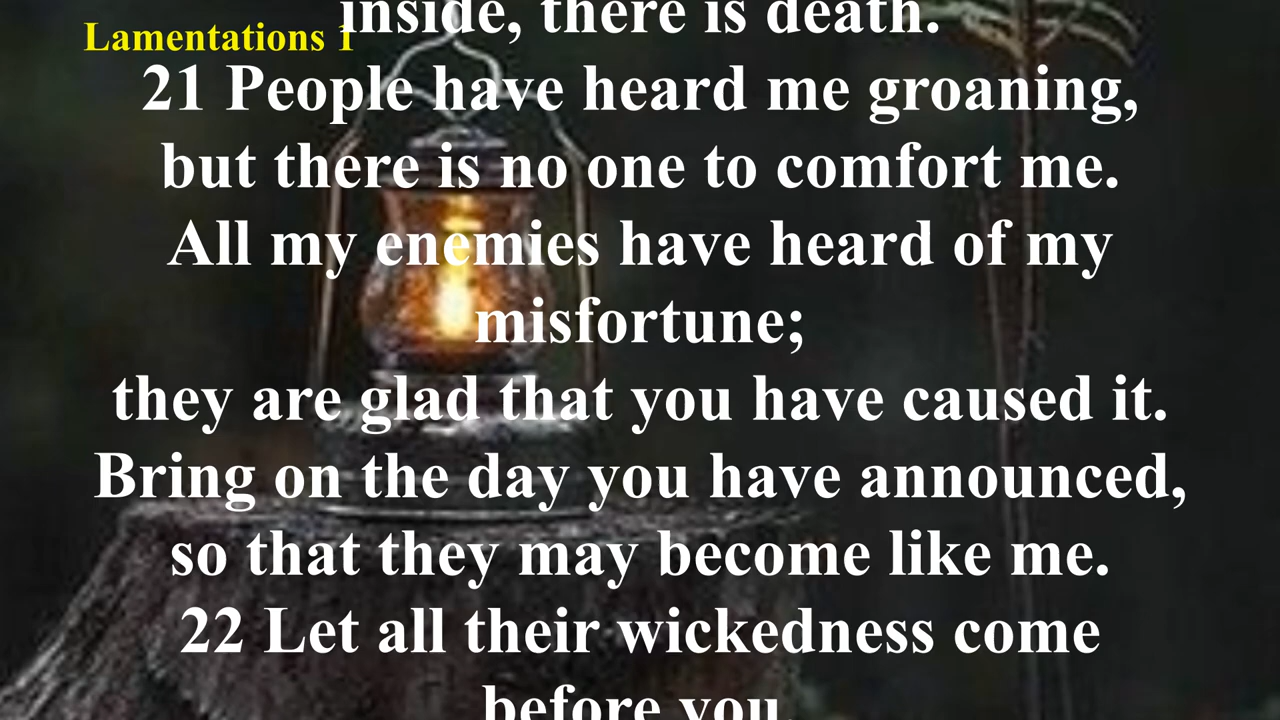 inside, there is death.
Lamentations 1
21 People have heard me groaning,
but there is no one to comfort me.
All my enemies have heard of my
misfortune;
they are glad that you have caused it.
Bring on the day you have announced,
so that they may become like me.
22 Let all their wickedness come
before you,